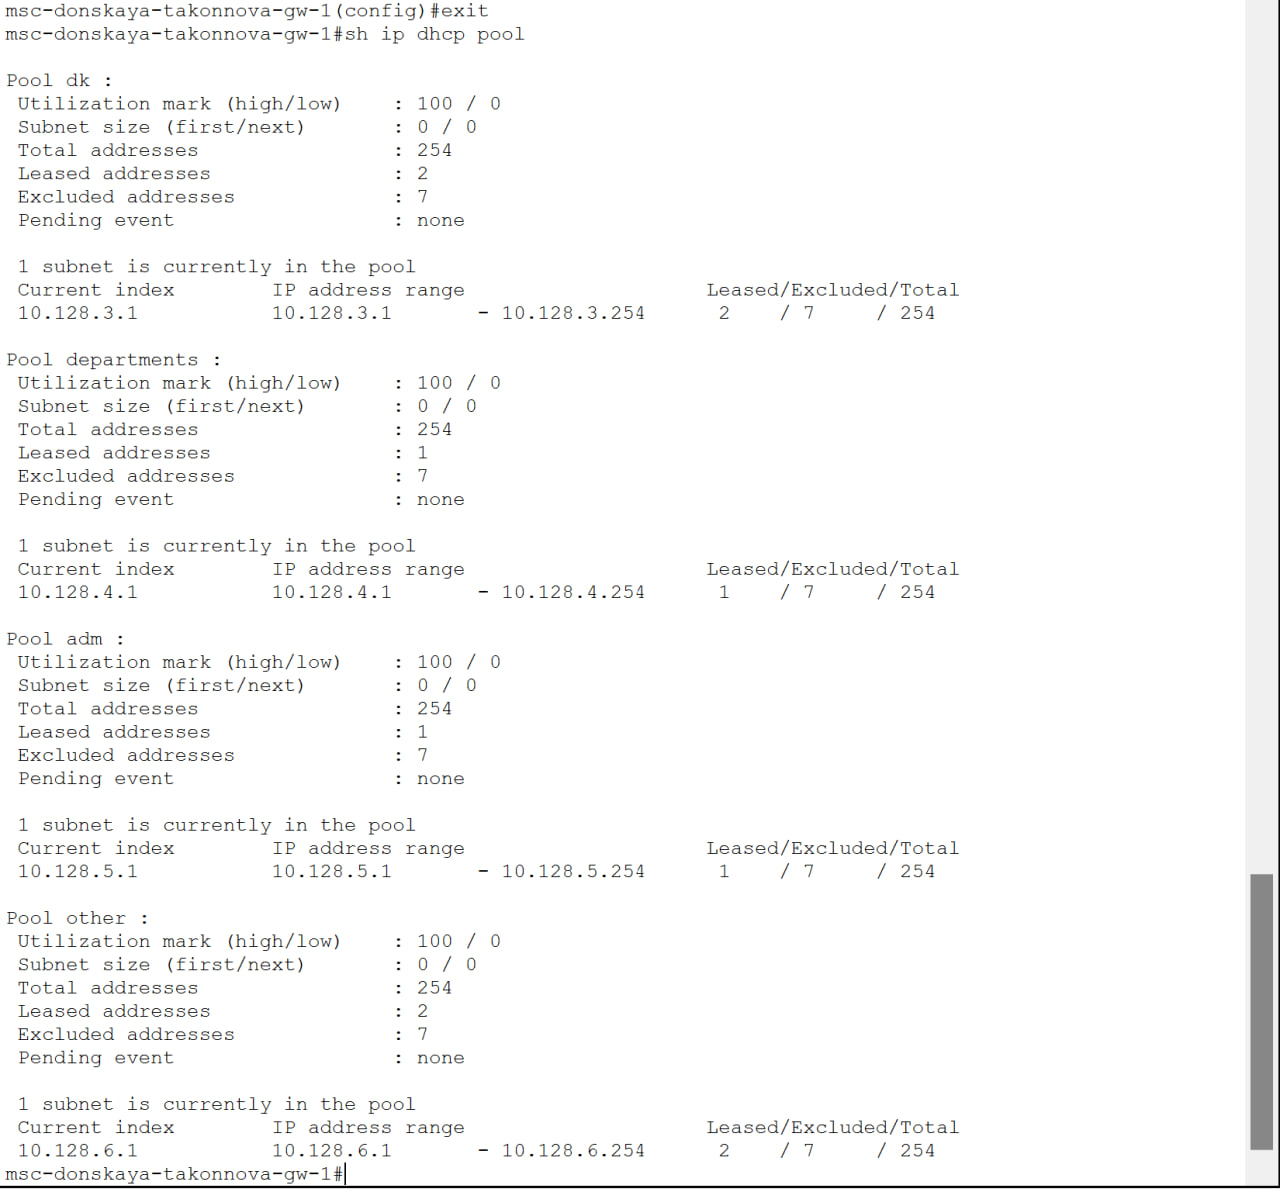 msc-donskaya-takonnova-gw-1(config)#exit
msc-donskaya-takonnova-gw-1#sh ip dhcp pool

Pool dk :
 Utilization mark (high/low)    : 100 / 0
 Subnet size (first/next)       : 0 / 0
 Total addresses                : 254
 Leased addresses               : 2
 Excluded addresses             : 7
 Pending event                  : none

 1 subnet is currently in the pool
 Current index        IP address range                    Leased/Excluded/Total
 10.128.3.1           10.128.3.1       - 10.128.3.254      2    / 7     / 254

Pool departments :
 Utilization mark (high/low)    : 100 / 0
 Subnet size (first/next)       : 0 / 0
 Total addresses                : 254
 Leased addresses               : 1
 Excluded addresses             : 7
 Pending event                  : none

 1 subnet is currently in the pool
 Current index        IP address range                    Leased/Excluded/Total
 10.128.4.1           10.128.4.1       - 10.128.4.254      1    / 7     / 254

Pool adm :
 Utilization mark (high/low)    : 100 / 0
 Subnet size (first/next)       : 0 / 0
 Total addresses                : 254
 Leased addresses               : 1
 Excluded addresses             : 7
 Pending event                  : none

 1 subnet is currently in the pool
 Current index        IP address range                    Leased/Excluded/Total
 10.128.5.1           10.128.5.1       - 10.128.5.254      1    / 7     / 254

Pool other :
 Utilization mark (high/low)    : 100 / 0
 Subnet size (first/next)       : 0 / 0
 Total addresses                : 254
 Leased addresses               : 2
 Excluded addresses             : 7
 Pending event                  : none

 1 subnet is currently in the pool
 Current index        IP address range                    Leased/Excluded/Total
 10.128.6.1           10.128.6.1       - 10.128.6.254      2    / 7     / 254
msc-donskaya-takonnova-gw-1#